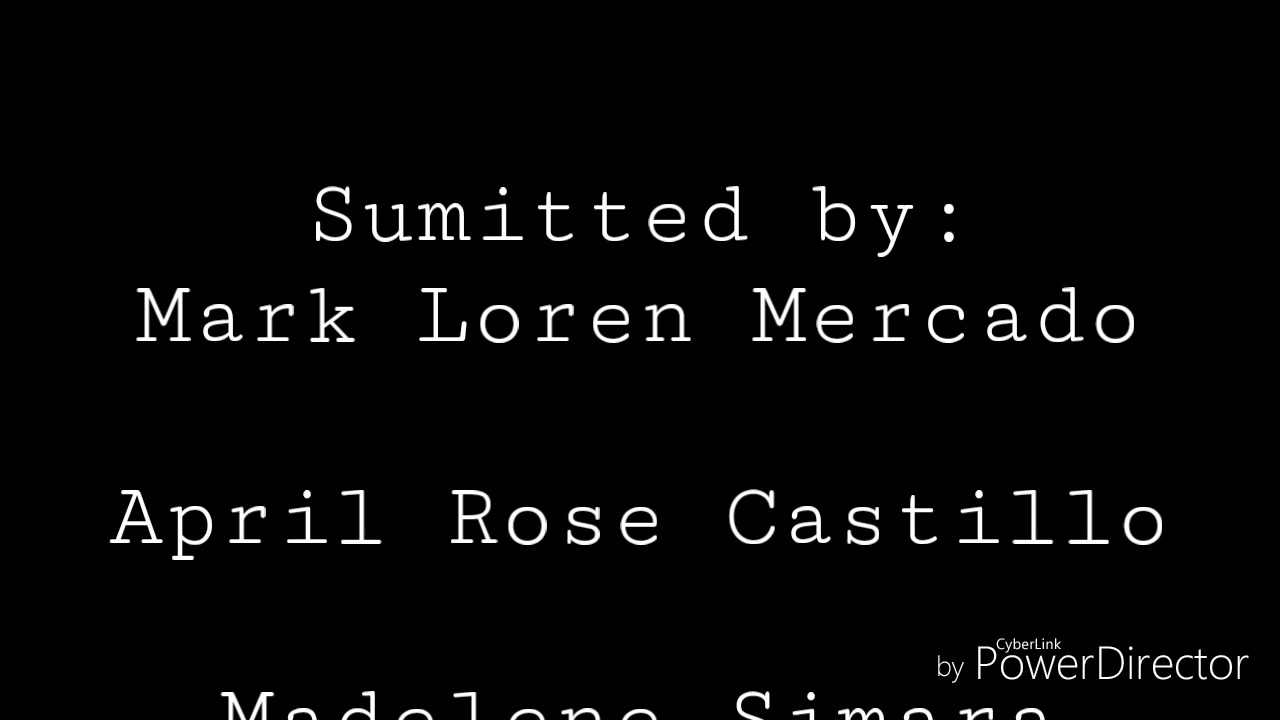 Sumitted by:
Mark Loren Mercado
April Rose Castillo
CyberLink
by PowerDirector